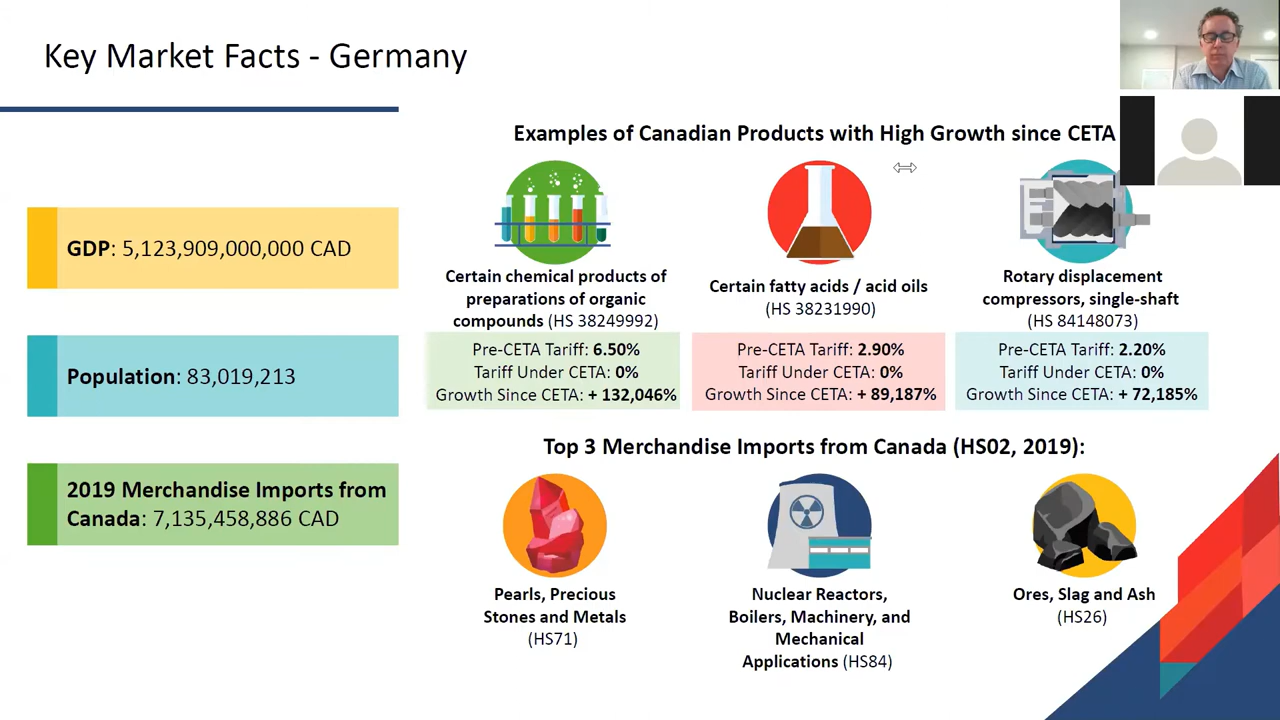 Key Market Facts - Germany
GDP: 5,123,909,000,000 CAD
Population: 83,019,213
2019 Merchandise Imports from
Canada: 7,135,458,886 CAD
Examples of Canadian Products with High Growth since CETA
Certain chemical products of
preparations of organic
compounds (HS 38249992)
Pre-CETA Tariff: 6.50%
Tariff Under CETA: 0%
Growth Since CETA: + 132,046%
Certain fatty acids / acid oils
(HS 38231990)
Pre-CETA Tariff: 2.90%
Tariff Under CETA: 0%
Growth Since CETA: + 89,187%
Rotary displacement
compressors, single-shaft
(HS 84148073)
Pre-CETA Tariff: 2.20%
Tariff Under CETA: 0%
Growth Since CETA: + 72,185%
Top 3 Merchandise Imports from Canada (HS02, 2019):
Pearls, Precious
Stones and Metals
(HS71)
Nuclear Reactors,
Boilers, Machinery, and
Mechanical
Applications (HS84)
Ores, Slag and Ash
(HS26)